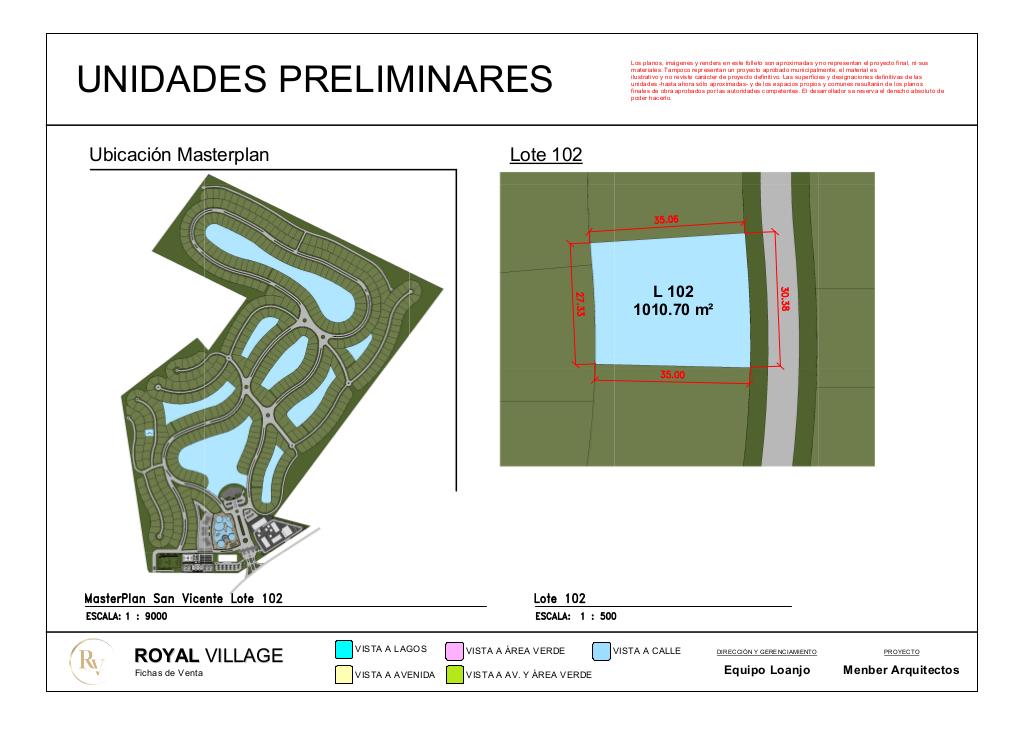 UNIDADES PRELIMINARES
Los planos, imágenes y renders en este folleto son aproximadas y no representan el proyecto final, ni sus
materiales. Tampoco representan un proyecto aprobado municipalmente, el material es
ilustrativo y no reviste carácter de proyecto definitivo. Las superficies y designaciones definitivas de las
unidades -hasta ahora sólo aproximadas- y de los espacios propios y comunes resultarán de los planos
finales de obra aprobados por las autoridades competentes. El desarrollador se reserva el derecho absoluto de
poder hacerlo.
Ubicación Masterplan
Lote 102
35.06
27.33
L 102
1010.70 m²
30.38
35.00
MasterPlan San Vicente Lote 102
ESCALA: 1 : 9000
Lote 102
ESCALA: 1 : 500
RV
ROYAL VILLAGE
Fichas de Venta
VISTA A LAGOS
VISTA A ÁREA VERDE
VISTA A CALLE
VISTA A AVENIDA
VISTA A AV. Y ÁREA VERDE
DIRECCIÓN Y GERENCIAMIENTO
Equipo Loanjo
PROYECTO
Menber Arquitectos